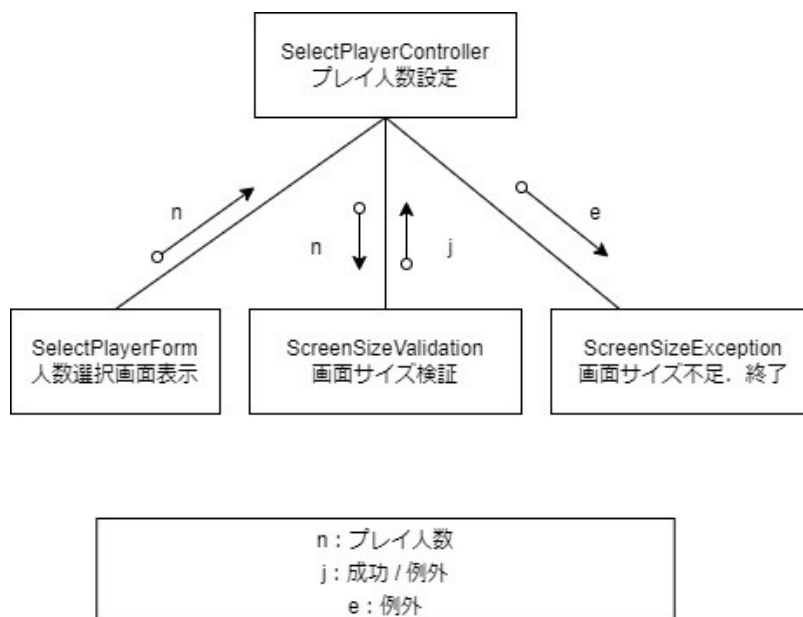 SelectPlayerController
プレイ人数設定
n
n
j
e
SelectPlayerForm
人数選択画面表示
ScreenSizeValidation
画面サイズ検証
ScreenSizeException
画面サイズ不足．終了
n：プレイ人数
j：成功 / 例外
e：例外